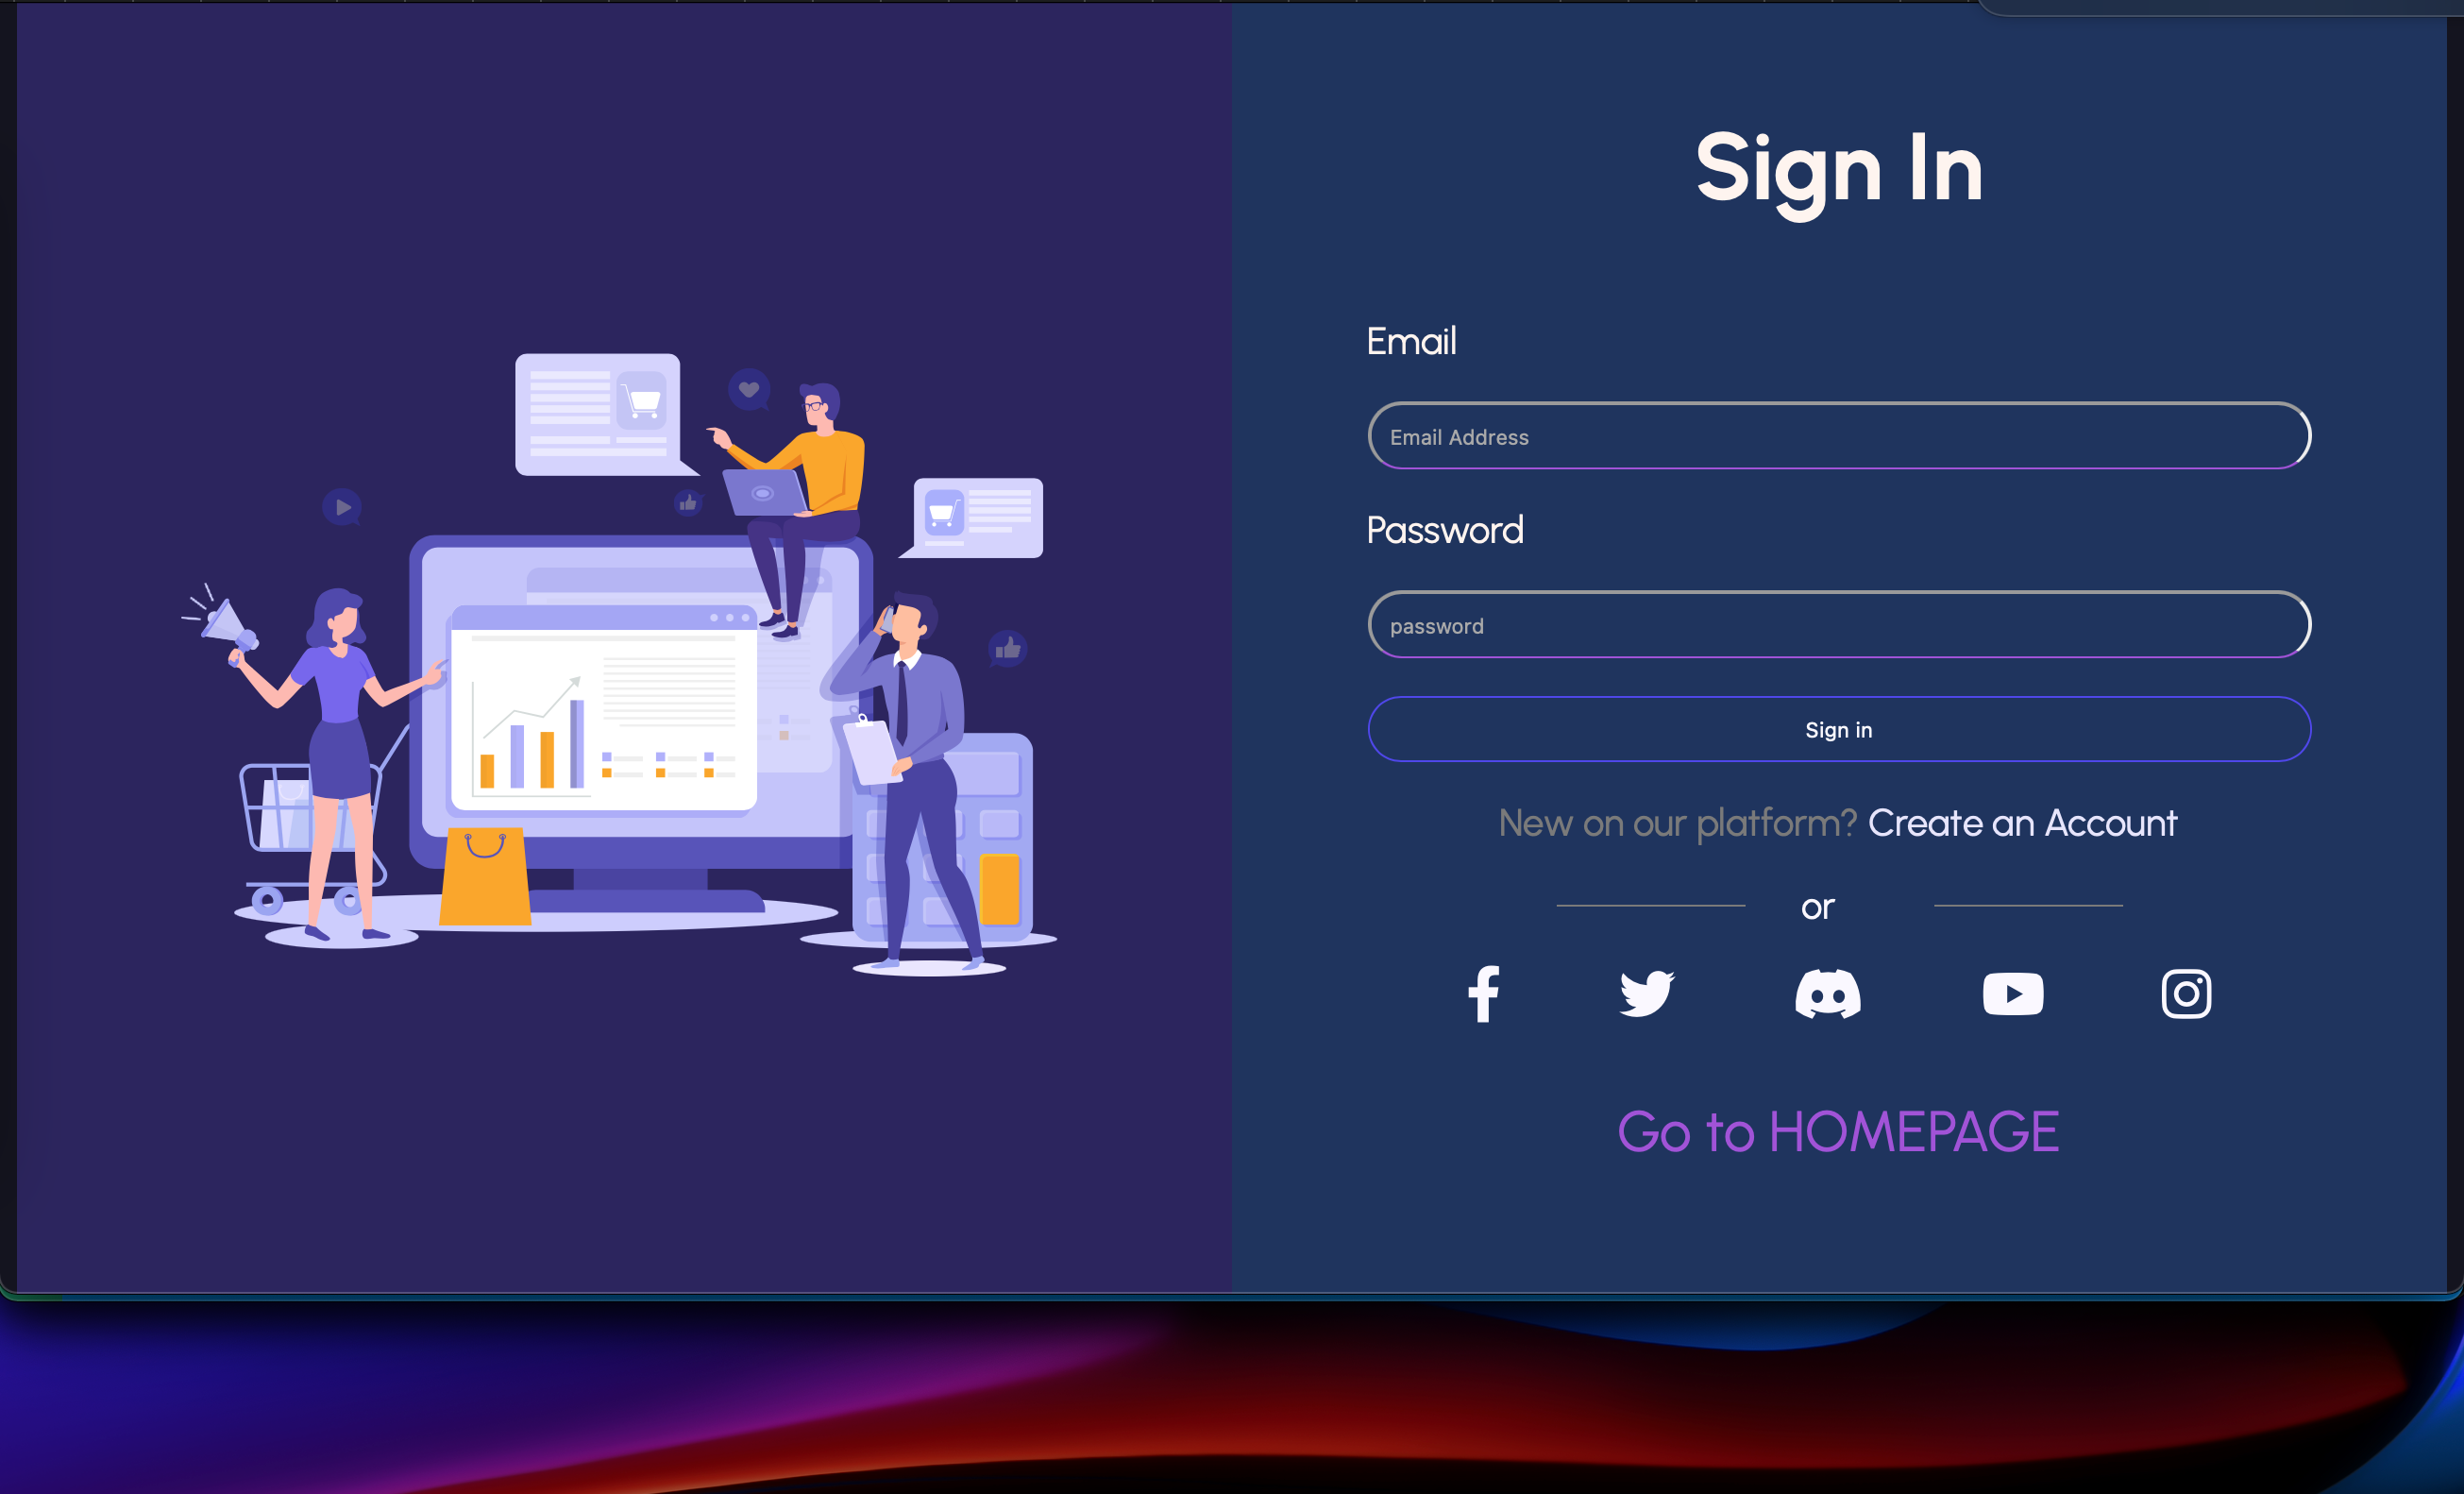 Sign In
Email
Email Address
Password
password
Sign in
New on our platform? Create an Account
or
Go to HOMEPAGE